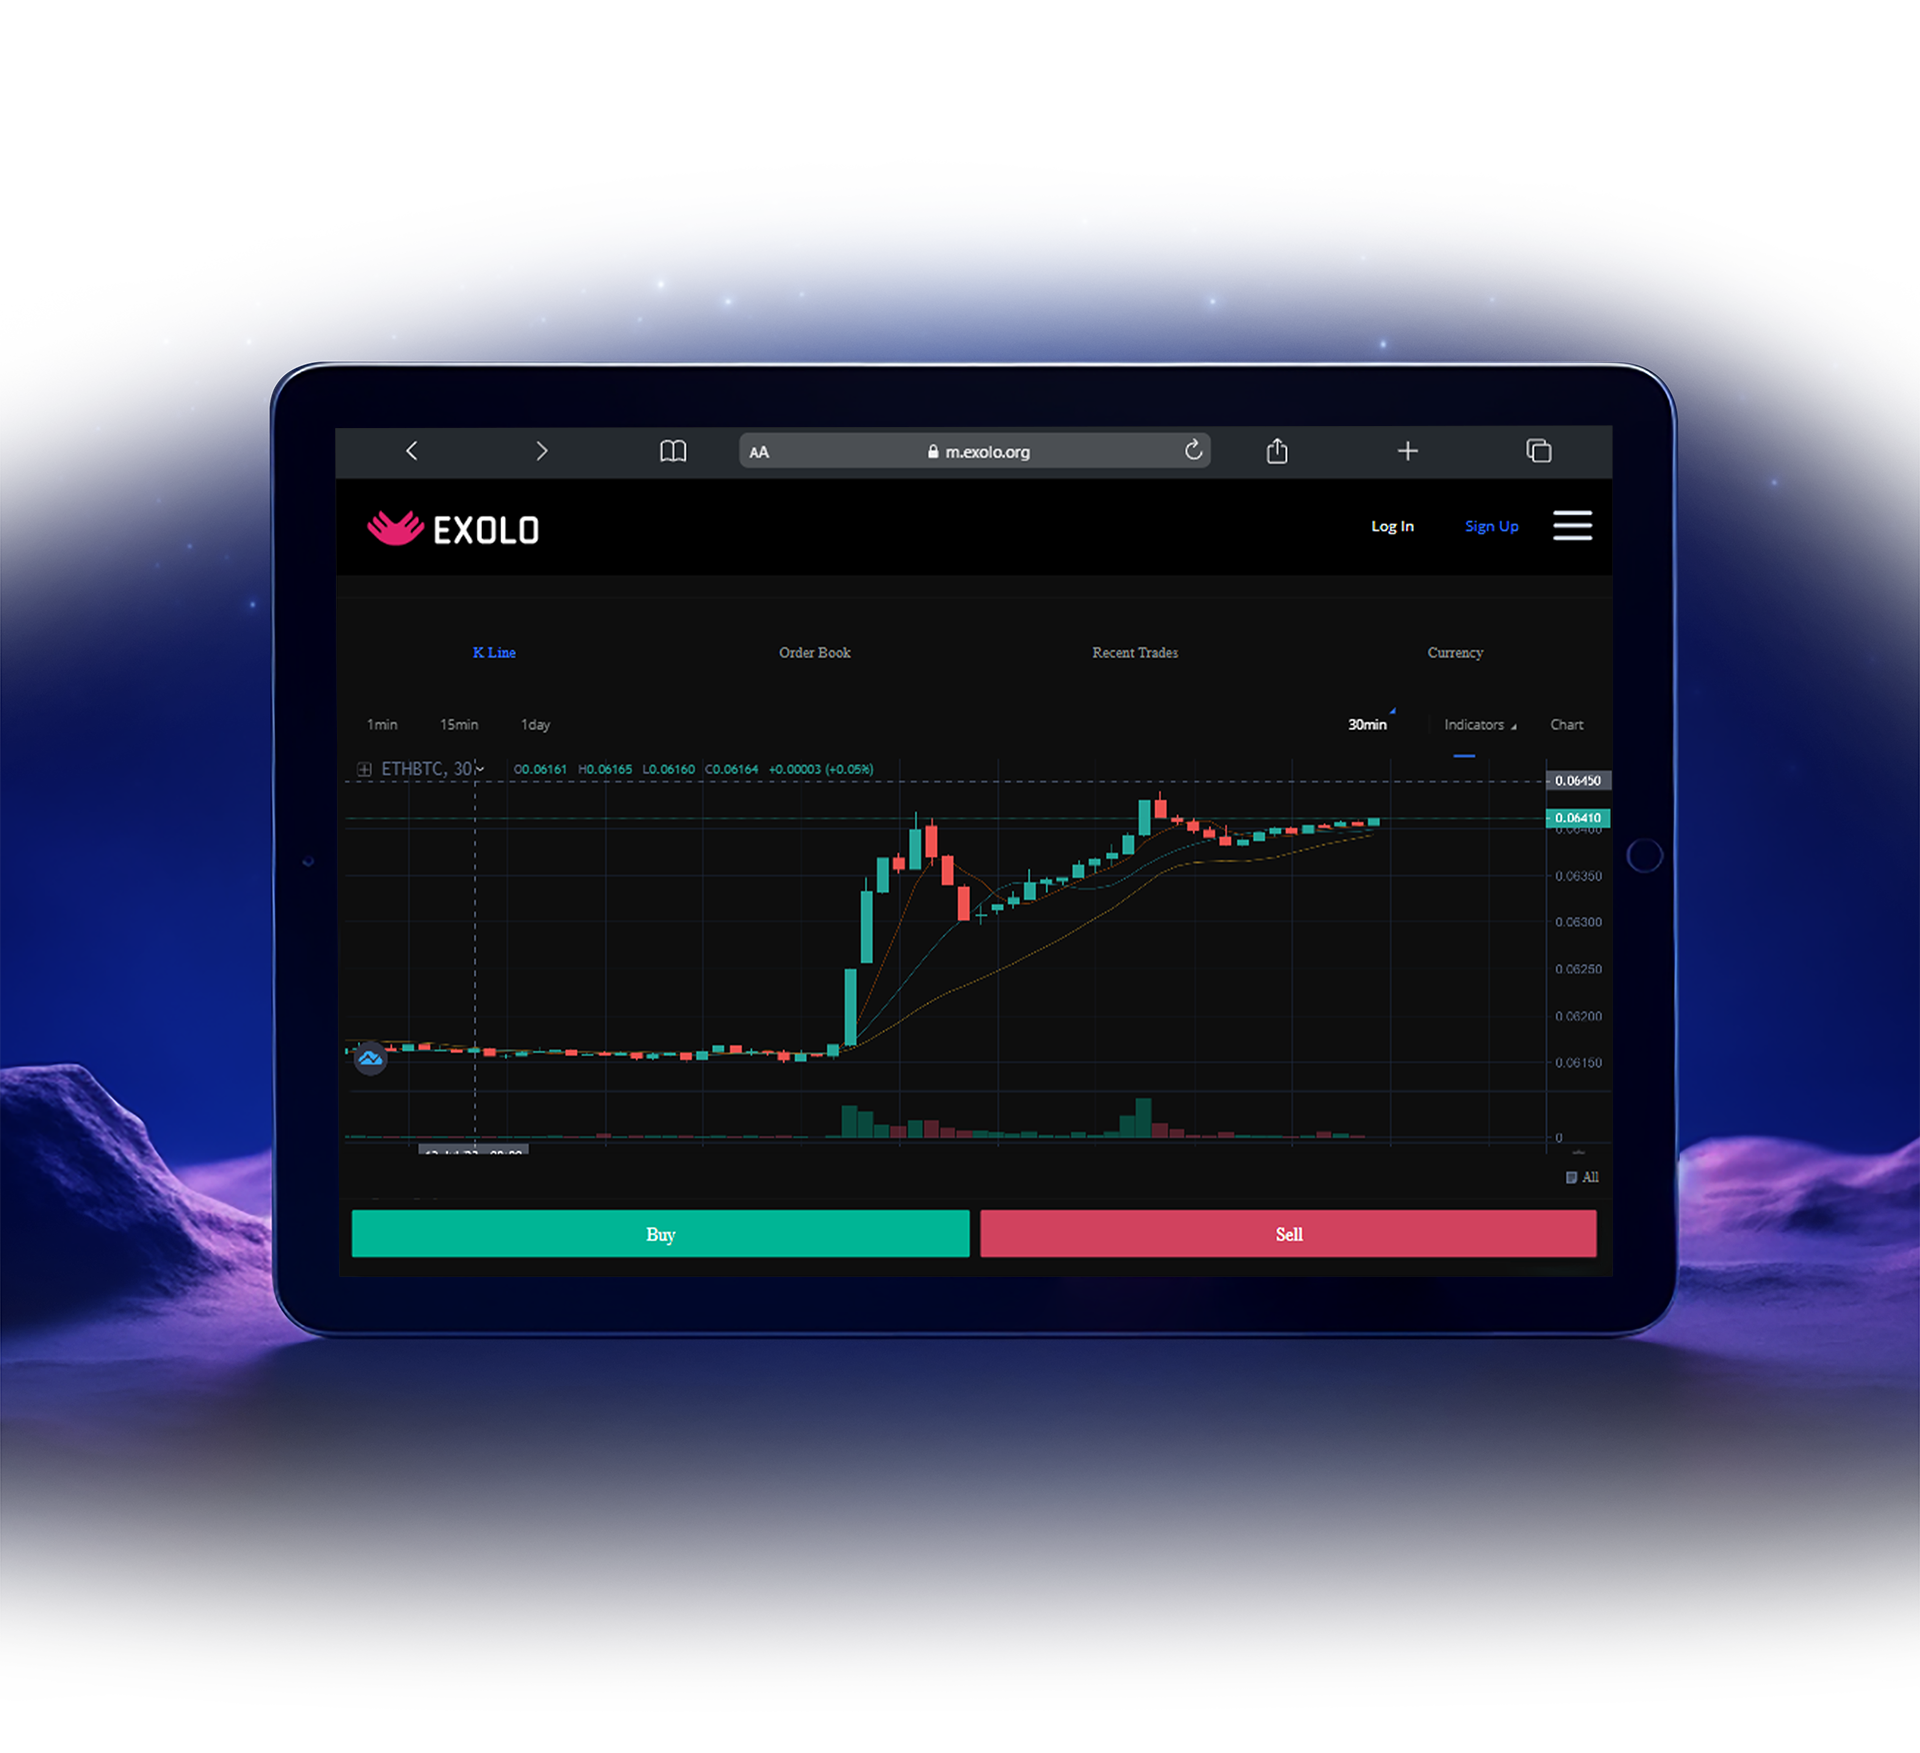 AA m.exolo.org
EXOLO
Log In Sign Up
K Line Order Book Recent Trades Currency
1min 15min 1day 30min Indicators Chart
ETHBTC, 30 O0.06161 H0.06165 L0.06160 C0.06164 +0.00003 (+0.05%)
0.06450
0.06410
0.06400
0.06350
0.06300
0.06250
0.06200
0.06150
0
All
Buy Sell